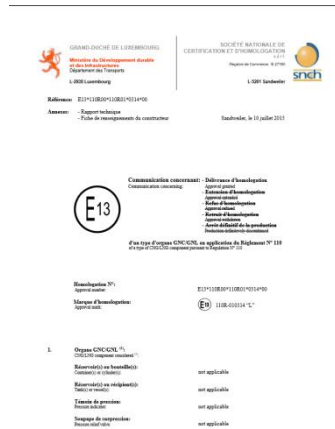 GRAND-DUCHÉ DE LUXEMBOURG
Ministère du Développement durable
et des Infrastructures
Département des Transports
L-2938 Luxembourg
SOCIÉTÉ NATIONALE DE
CERTIFICATION ET D'HOMOLOGATION
L-5201 Sandweiler
snch
Référence: E13*110R00*110R01*0314*00
Annexes: - Rapport technique
- Fiche de renseignements du constructeur
Sandweiler, le 10 juillet 2015
E13
Communication concernant: - Délivrance d'homologation
Communication concerning: Approval granted
- Extension d'homologation
Approval extended
- Refus d'homologation
Approval refused
- Retrait d'homologation
Approval withdrawn
- Arrêt définitif de la production
Production definitively discontinued
d'un type d'organe GNC/GNL en application du Règlement N° 110
of a type of CNG/LNG component pursuant to Regulation N° 110
Homologation N°:
Approval number:
E13*110R00*110R01*0314*00
Marque d'homologation:
Approval mark:
E13 110R-010314 "L"
1. Organe GNC/GNL (1):
CNG/LNG component considered (1):
Réservoir(s) ou bouteille(s):
Container(s) or cylinder(s):
not applicable
Réservoir(s) ou récipient(s):
Tank(s) or vessel(s):
not applicable
Témoin de pression:
Pressure indicator:
not applicable
Soupape de surpression:
Pressure relief valve
not applicable